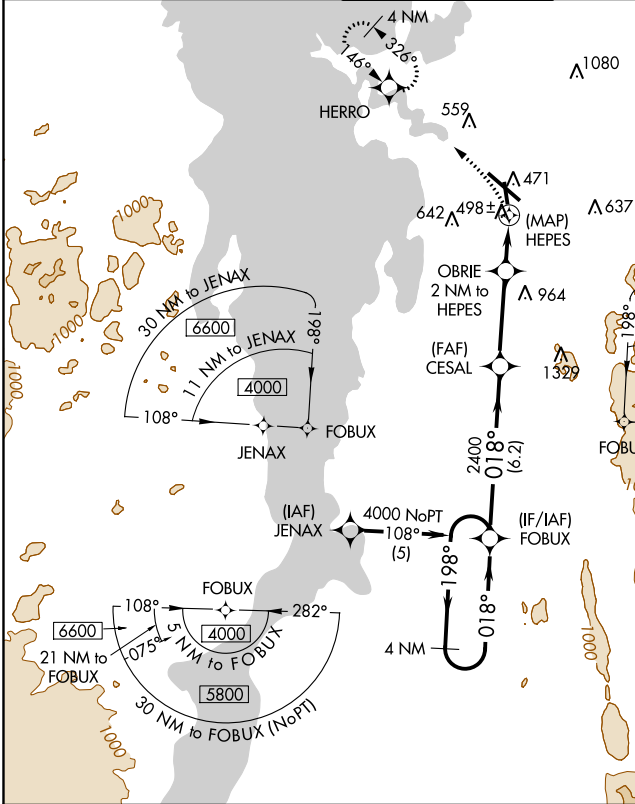 4 NM
326°
146°
HERRO
1080
559
471
642
498±
637
(MAP)
HEPES
OBRIE
2 NM to
HEPES
964
(FAF)
CESAL
1329
1000
1000
1000
30 NM to JENAX
6600
11 NM to JENAX
4000
198°
108°
JENAX
FOBUX
198°
FOBU
2400
018°
(6.2)
(IAF)
JENAX
4000 NoPT
108°
(5)
(IF/IAF)
FOBUX
198°
018°
4 NM
FOBUX
108°
282°
6600
075°
21 NM to
FOBUX
4000
5 NM to FOBUX
5800
30 NM to FOBUX (NoPT)
1000
1000